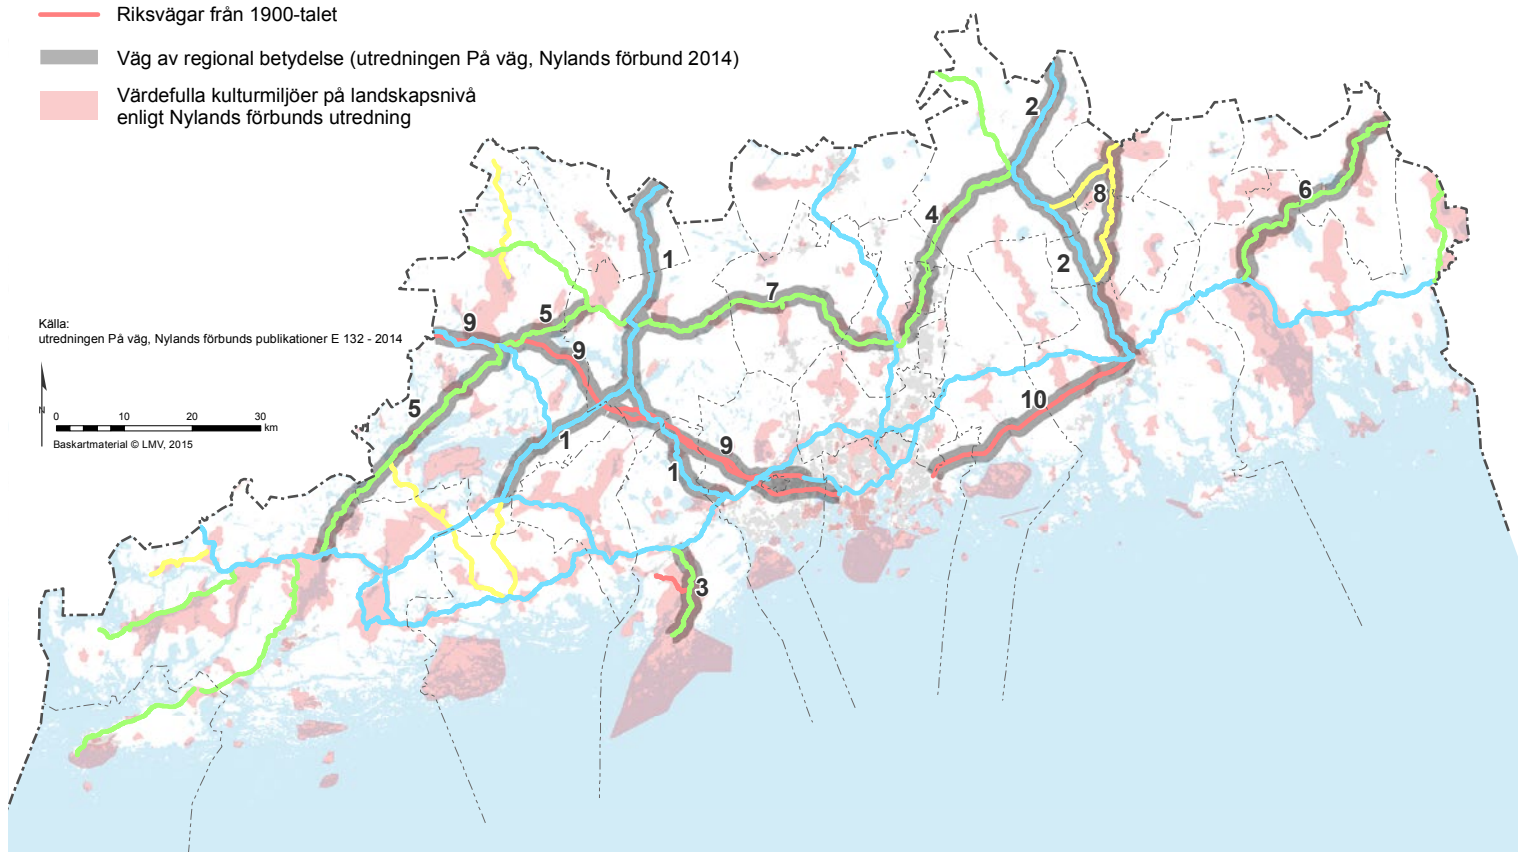 Riksvägar från 1900-talet
Väg av regional betydelse (utredningen På väg, Nylands förbund 2014)
Värdefulla kulturmiljöer på landskapsnivå
enligt Nylands förbunds utredning
2
8
6
4
1
2
7
Källa:
utredningen På väg, Nylands förbunds publikationer E 132 - 2014
9
5
9
N
0 10 20 30
km
Baskartmaterial © LMV, 2015
5
10
1
9
1
3